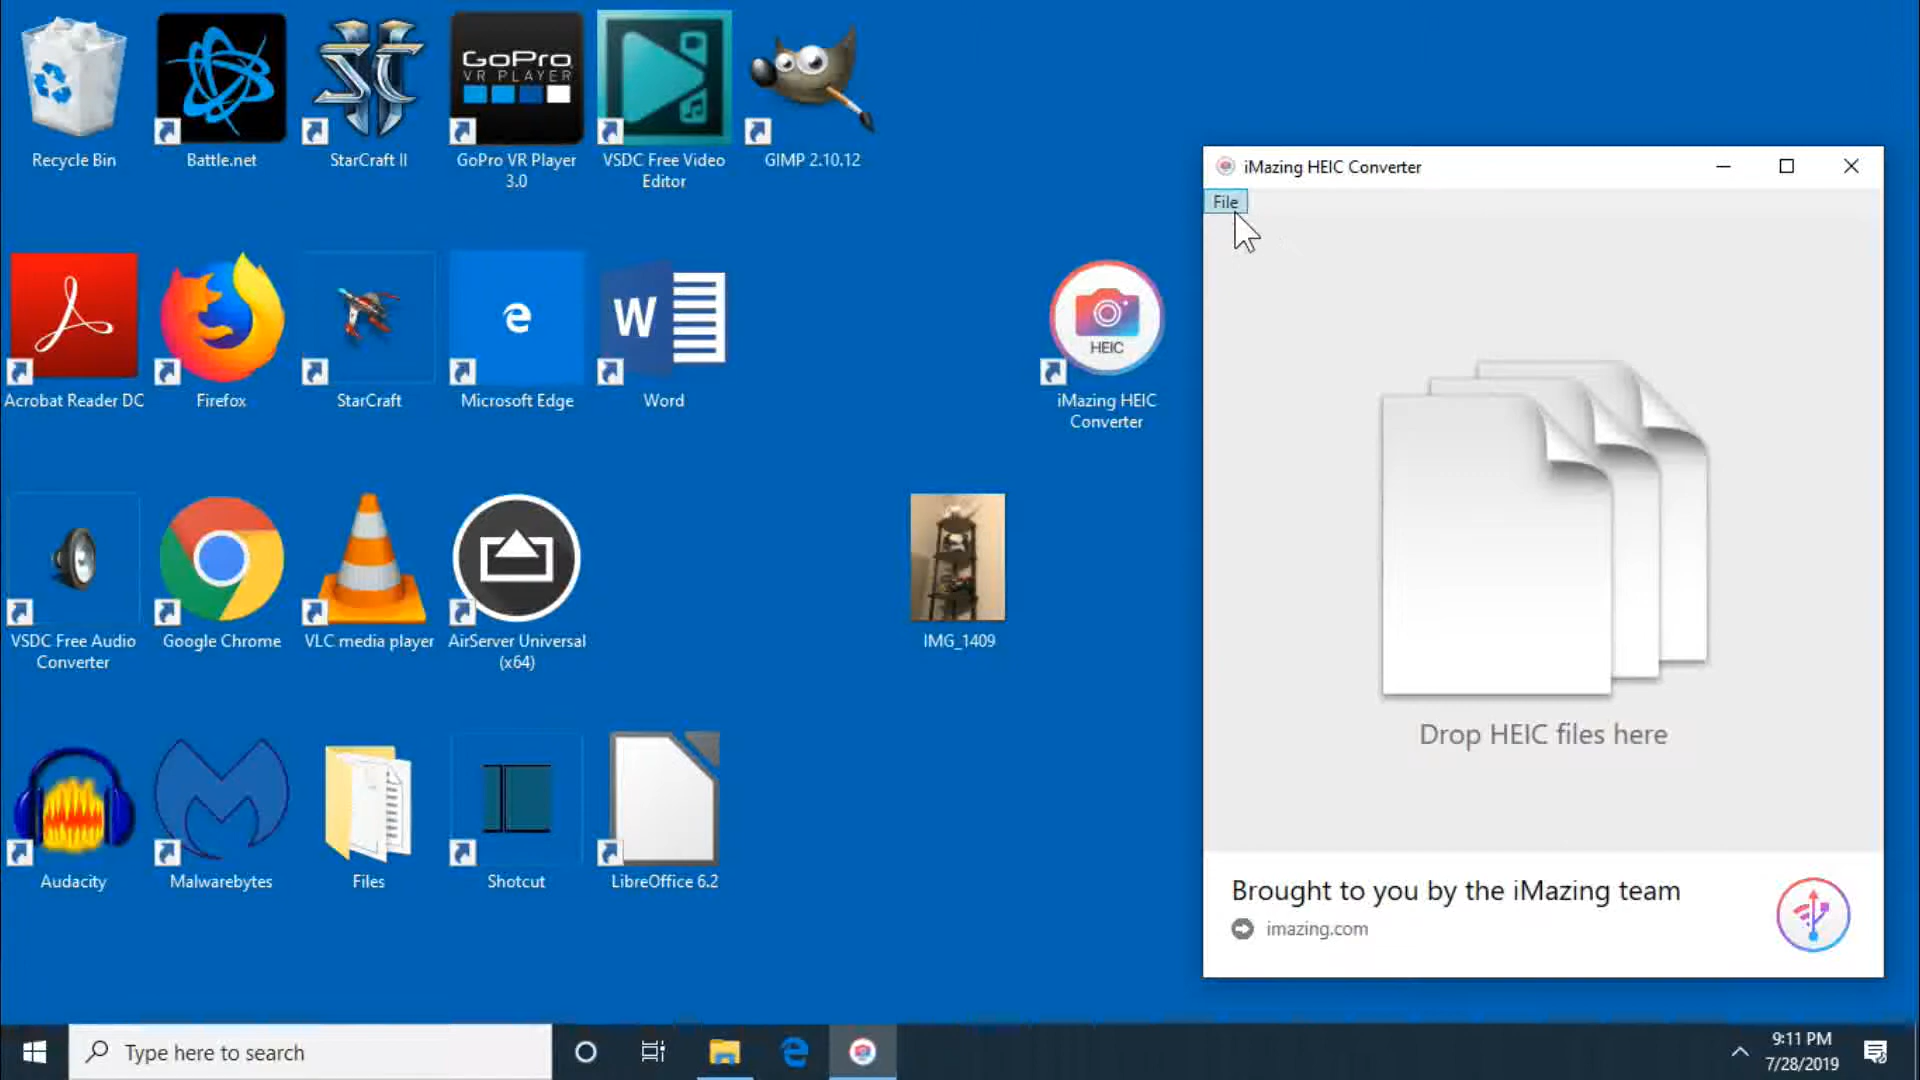 Recycle Bin
Battle.net
StarCraft II
GoPro
VR PLAYER
GoPro VR Player
3.0
VSDC Free Video
Editor
GIMP 2.10.12
iMazing HEIC Converter
File
Acrobat Reader DC
Firefox
StarCraft
Microsoft Edge
W
Word
HEIC
iMazing HEIC
Converter
VSDC Free Audio
Converter
Google Chrome
VLC media player
AirServer Universal
(x64)
IMG_1409
Drop HEIC files here
Audacity
Malwarebytes
Files
Shotcut
LibreOffice 6.2
Brought to you by the iMazing team
imazing.com
Type here to search
9:11 PM
7/28/2019